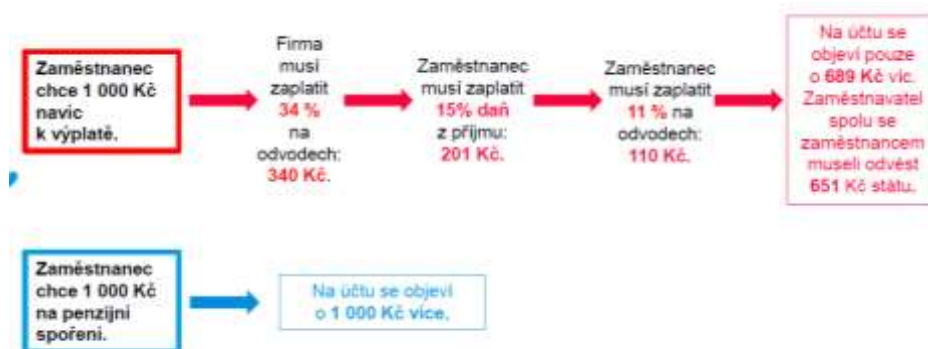 Zaměstnanec
chce 1 000 Kč
navíc
k výplatě.
Firma
musí
zaplatit
34 %
na
odvodech:
340 Kč.
Zaměstnanec
musí zaplatit
15% daň
z příjmu:
201 Kč.
Zaměstnanec
musí zaplatit
11 % na
odvodech:
110 Kč.
Na účtu se
objeví pouze
o 689 Kč víc.
Zaměstnavatel
spolu se
zaměstnancem
museli odvést
651 Kč státu.
Zaměstnanec
chce 1 000 Kč
na penzijní
spoření.
Na účtu se objeví
o 1 000 Kč více.